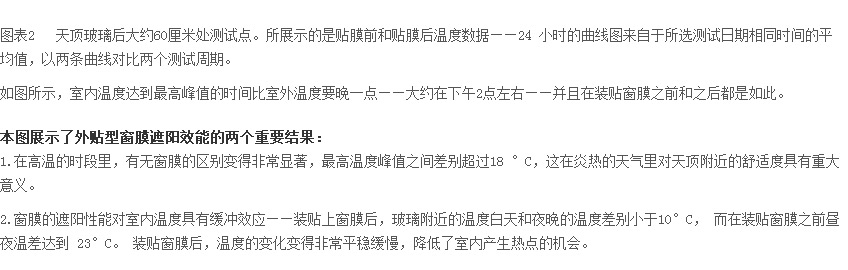 图表2 天顶玻璃后大约60厘米处测试点。所展示的是贴膜前和贴膜后温度数据——24 小时的曲线图来自于所选测试日期相同时间的平
均值，以两条曲线对比两个测试周期。
如图所示，室内温度达到最高峰值的时间比室外温度要晚一点——大约在下午2点左右——并且在装贴窗膜之前和之后都是如此。
本图展示了外贴型窗膜遮阳效能的两个重要结果：
1.在高温的时段里，有无窗膜的区别变得非常显著，最高温度峰值之间差别超过18 °C，这在炎热的天气里对天顶附近的舒适度具有重大
意义。
2.窗膜的遮阳性能对室内温度具有缓冲效应——装贴上窗膜后，玻璃附近的温度白天和夜晚的温度差别小于10°C， 而在装贴窗膜之前昼
夜温差达到 23°C。 装贴窗膜后，温度的变化变得非常平稳缓慢，降低了室内产生热点的机会。